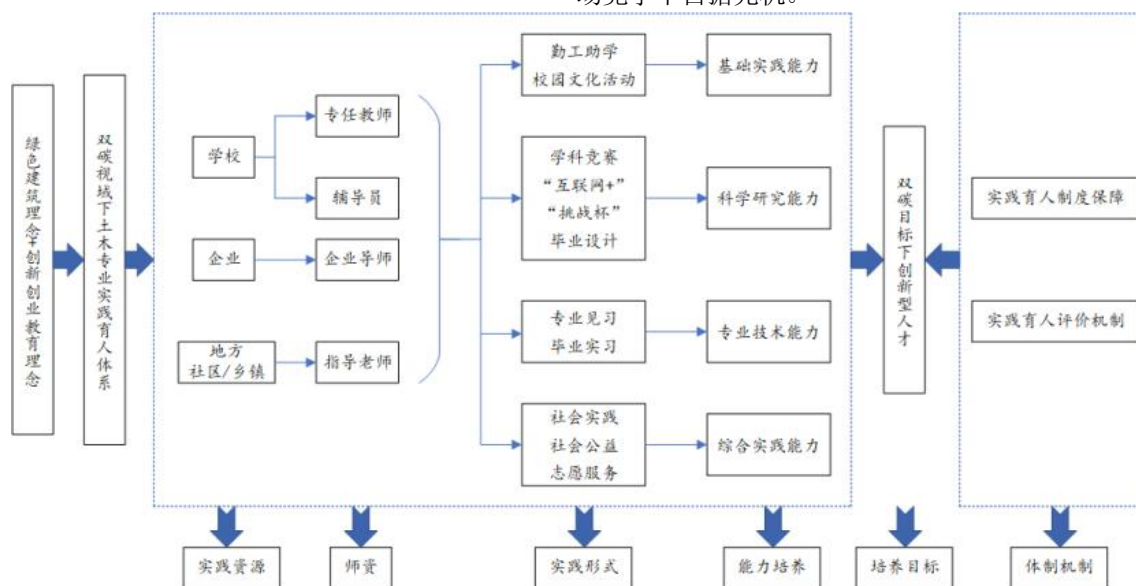 场竞争中占据先机。
绿色建筑理念+创新创业教育理念
双碳视域下土木专业实践育人体系
学校
专任教师
辅导员
企业
企业导师
地方
社区/乡镇
指导老师
勤工助学
校园文化活动
基础实践能力
学科竞赛
“互联网+”
“挑战杯”
毕业设计
科学研究能力
专业见习
毕业实习
专业技术能力
社会实践
社会公益
志愿服务
综合实践能力
双碳目标下创新型人才
实践育人制度保障
实践育人评价机制
实践资源
师资
实践形式
能力培养
培养目标
体制机制